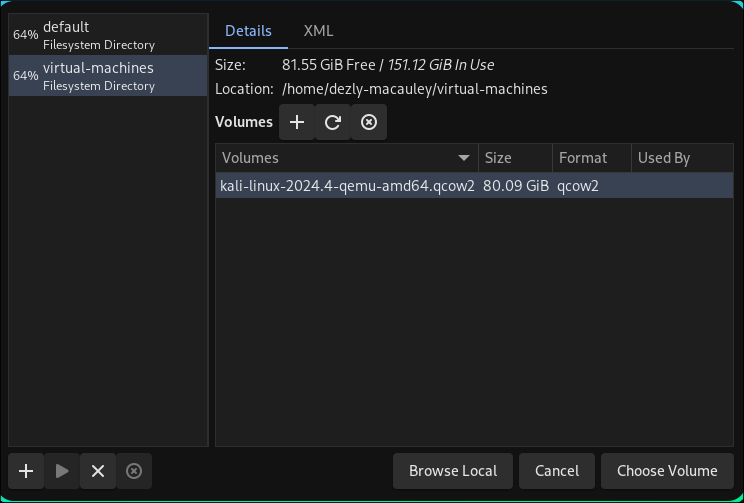 64% default
Filesystem Directory
64% virtual-machines
Filesystem Directory
Details XML
Size: 81.55 GiB Free / 151.12 GiB In Use
Location: /home/dezly-macauley/virtual-machines
Volumes
Volumes Size Format Used By
kali-linux-2024.4-qemu-amd64.qcow2 80.09 GiB qcow2
Browse Local Cancel Choose Volume